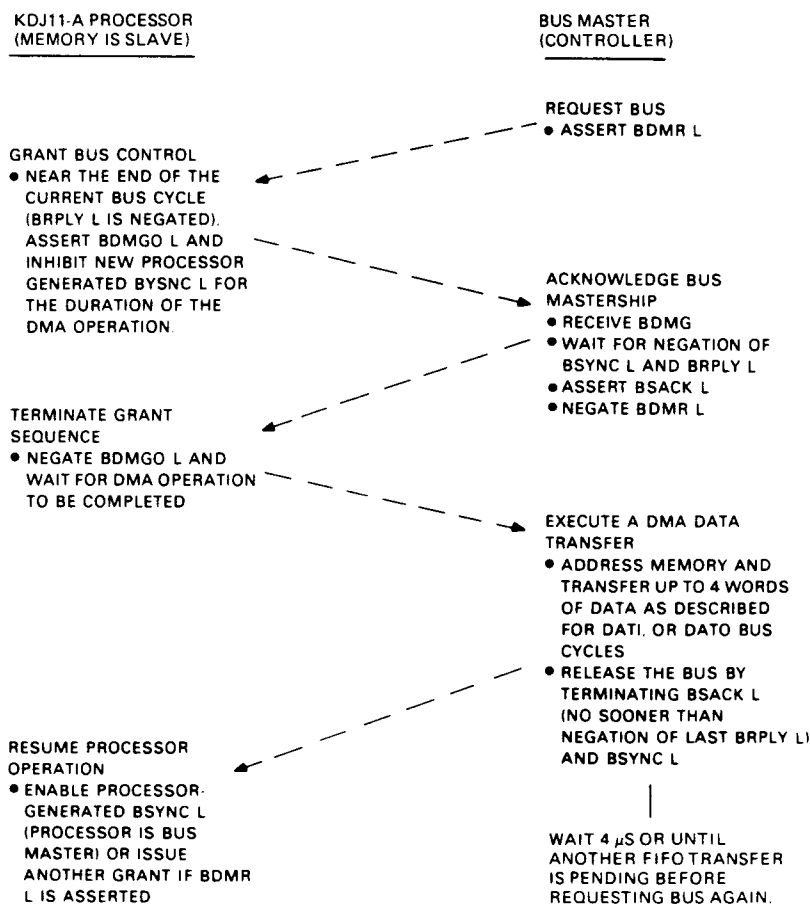 KDJ11-A PROCESSOR
(MEMORY IS SLAVE)
BUS MASTER
(CONTROLLER)
REQUEST BUS
• ASSERT BDMR L
GRANT BUS CONTROL
• NEAR THE END OF THE
CURRENT BUS CYCLE
(BRPLY L IS NEGATED),
ASSERT BDMGO L AND
INHIBIT NEW PROCESSOR
GENERATED BYSNC L FOR
THE DURATION OF THE
DMA OPERATION.
ACKNOWLEDGE BUS
MASTERSHIP
• RECEIVE BDMG
• WAIT FOR NEGATION OF
BSYNC L AND BRPLY L
• ASSERT BSACK L
• NEGATE BDMR L
TERMINATE GRANT
SEQUENCE
• NEGATE BDMGO L AND
WAIT FOR DMA OPERATION
TO BE COMPLETED
EXECUTE A DMA DATA
TRANSFER
• ADDRESS MEMORY AND
TRANSFER UP TO 4 WORDS
OF DATA AS DESCRIBED
FOR DATI, OR DATO BUS
CYCLES
• RELEASE THE BUS BY
TERMINATING BSACK L
(NO SOONER THAN
NEGATION OF LAST BRPLY L)
AND BSYNC L
RESUME PROCESSOR
OPERATION
• ENABLE PROCESSOR-
GENERATED BSYNC L
(PROCESSOR IS BUS
MASTER) OR ISSUE
ANOTHER GRANT IF BDMR
L IS ASSERTED
WAIT 4 µS OR UNTIL
ANOTHER FIFO TRANSFER
IS PENDING BEFORE
REQUESTING BUS AGAIN.